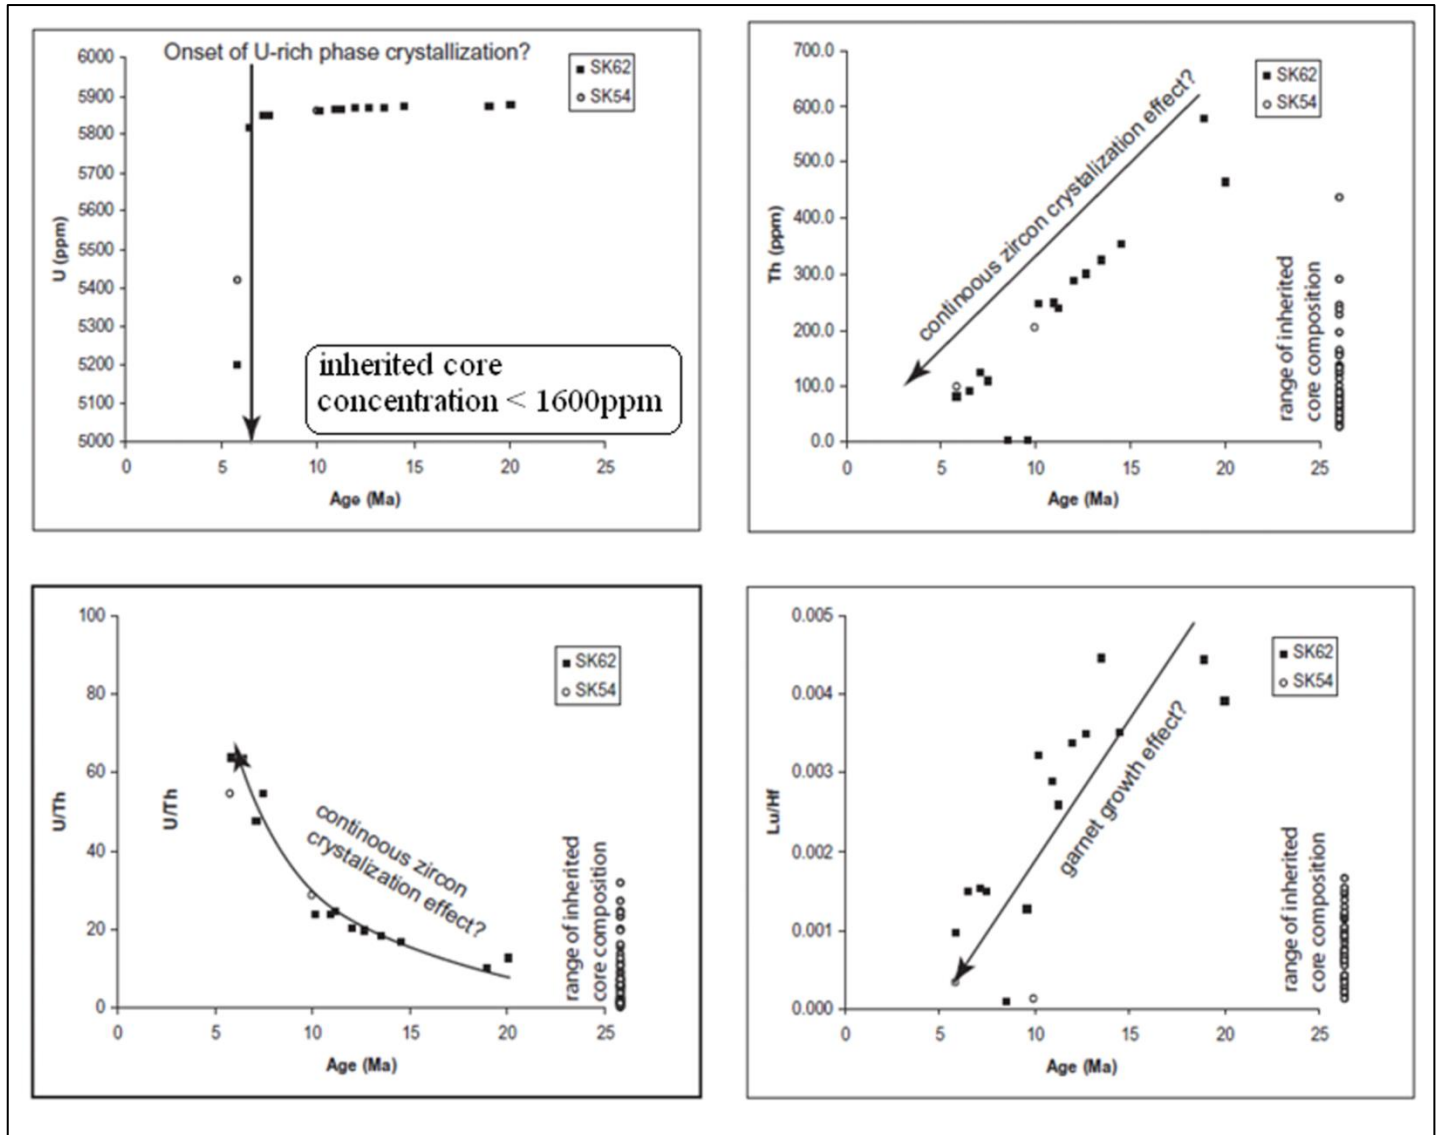 Onset of U-rich phase crystallization?
6000
5900
5800
5700
5600
5500
5400
5300
5200
5100
5000
U (ppm)
SK62
SK54
inherited core
concentration < 1600ppm
0
5
10
15
20
25
Age (Ma)
700.0
600.0
500.0
400.0
300.0
200.0
100.0
0.0
Th (ppm)
SK62
SK54
continoous zircon crystalization effect?
range of inherited
core composition
0
5
10
15
20
25
Age (Ma)
100
80
60
40
20
0
U/Th
U/Th
SK62
SK54
continoous zircon
crystalization effect?
range of inherited
core composition
0
5
10
15
20
25
Age (Ma)
0.005
0.004
0.003
0.002
0.001
0.000
Lu/Hf
SK62
SK54
garnet growth effect?
range of inherited
core composition
0
5
10
15
20
25
Age (Ma)